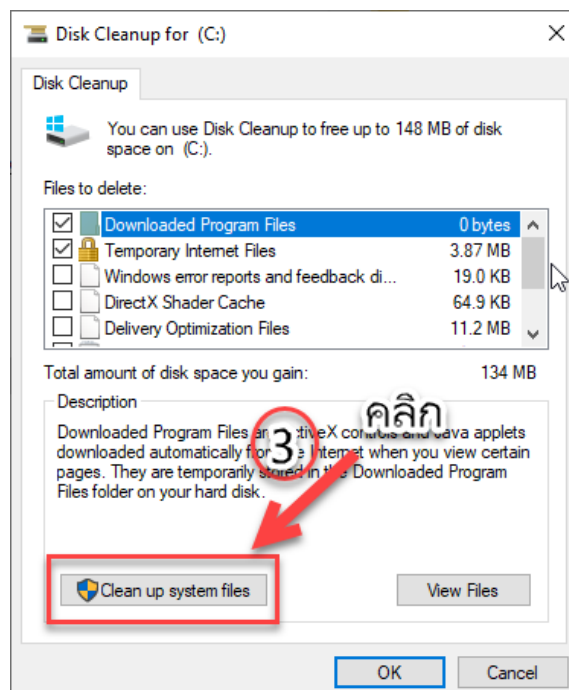 Disk Cleanup for (C:)
Disk Cleanup
You can use Disk Cleanup to free up to 148 MB of disk
space on (C:).
Files to delete:
Downloaded Program Files 0 bytes
Temporary Internet Files 3.87 MB
Windows error reports and feedback di... 19.0 KB
DirectX Shader Cache 64.9 KB
Delivery Optimization Files 11.2 MB
Total amount of disk space you gain: 134 MB
Description
คลิก
3
Downloaded Program Files are ActiveX controls and Java applets
downloaded automatically from the Internet when you view certain
pages. They are temporarily stored in the Downloaded Program
Files folder on your hard disk.
Clean up system files
View Files
OK
Cancel